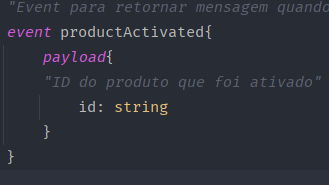 "Event para retornar mensagem quando
event productActivated{
payload{
"ID do produto que foi ativado"
id: string
}
}